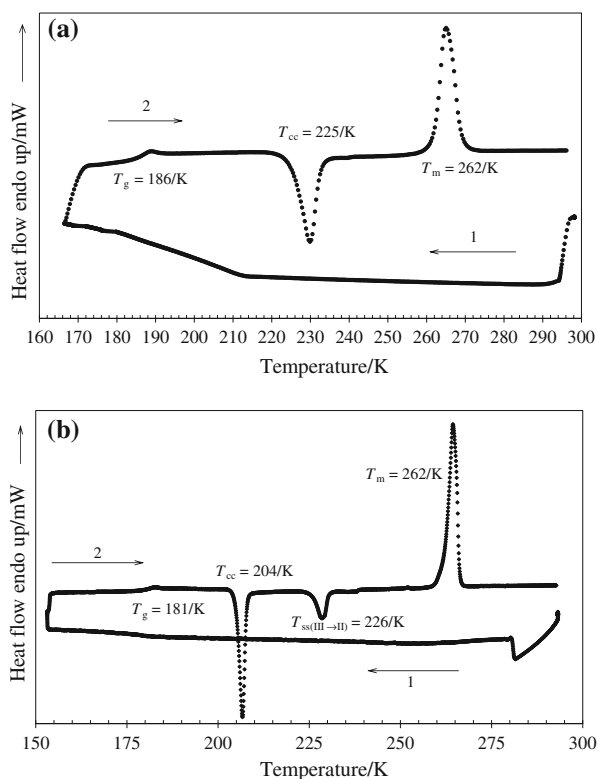 (a)
Heat flow endo up/mW
2
T_cc = 225/K
T_g = 186/K
T_m = 262/K
1
160 170 180 190 200 210 220 230 240 250 260 270 280 290 300
Temperature/K
(b)
Heat flow endo up/mW
T_m = 262/K
2
T_cc = 204/K
T_g = 181/K
T_ss(III→II) = 226/K
1
150 175 200 225 250 275 300
Temperature/K